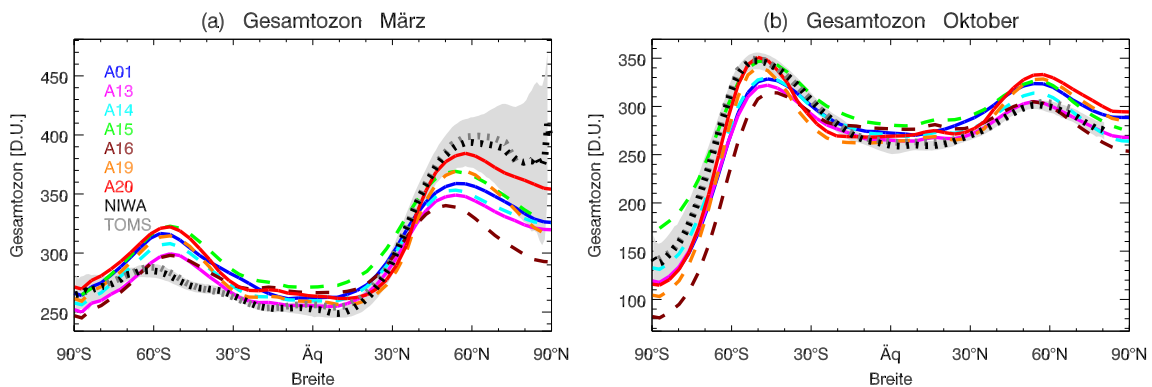 (a) Gesamtozon März
450
400
350
300
250
Gesamtozon [D.U.]
A01
A13
A14
A15
A16
A19
A20
NIWA
TOMS
90°S 60°S 30°S Äq 30°N 60°N 90°N
Breite
(b) Gesamtozon Oktober
350
300
250
200
150
100
Gesamtozon [D.U.]
90°S 60°S 30°S Äq 30°N 60°N 90°N
Breite